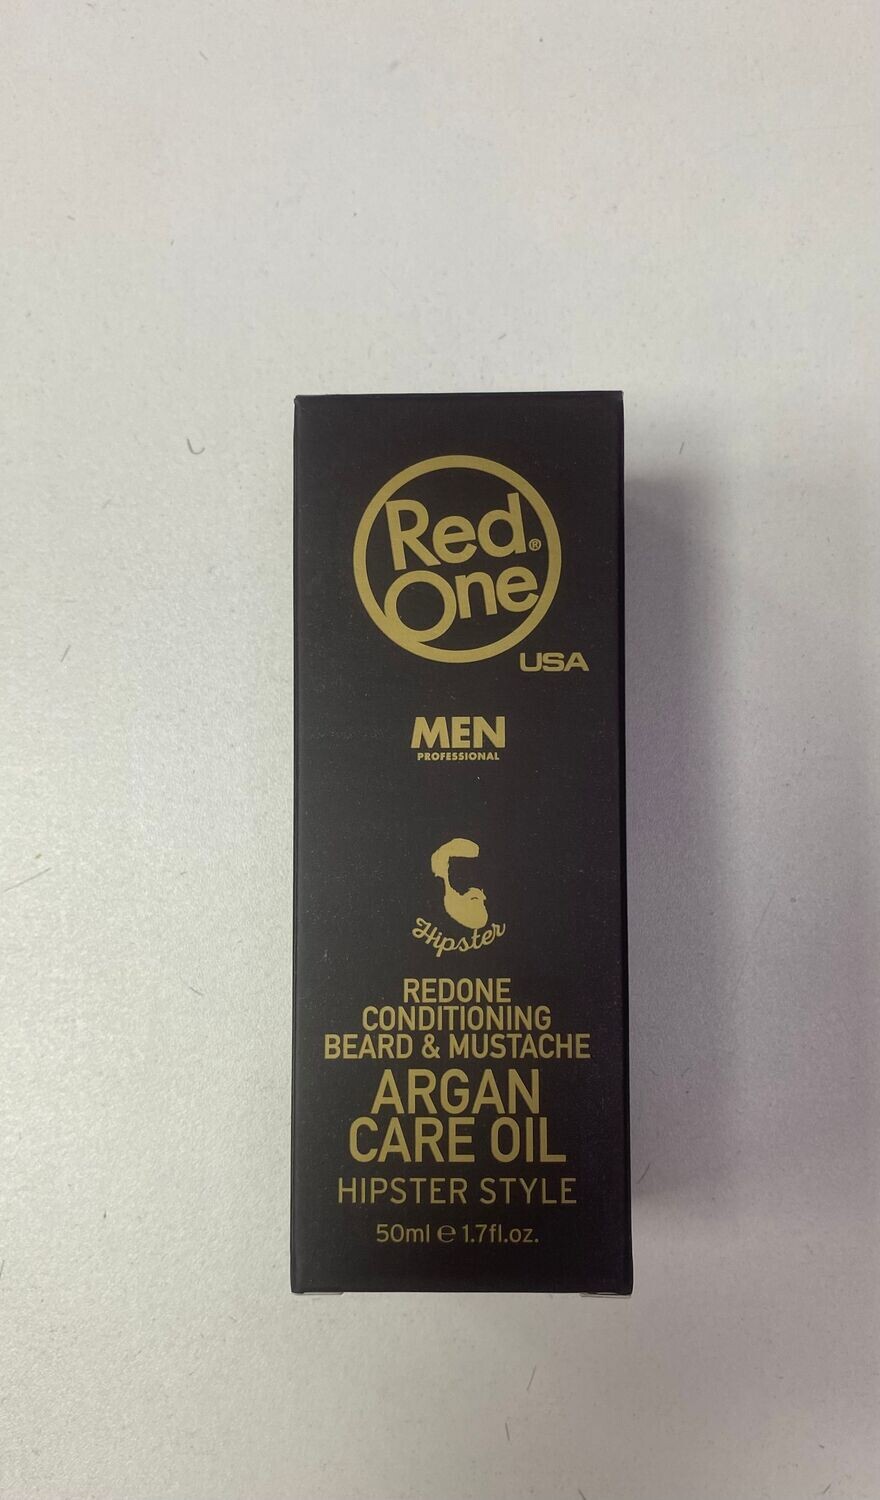 Red®
One
USA
MEN
PROFESSIONAL
Hipster
REDONE
CONDITIONING
BEARD & MUSTACHE
ARGAN
CARE OIL
HIPSTER STYLE
50ml ℮ 1.7fl.oz.